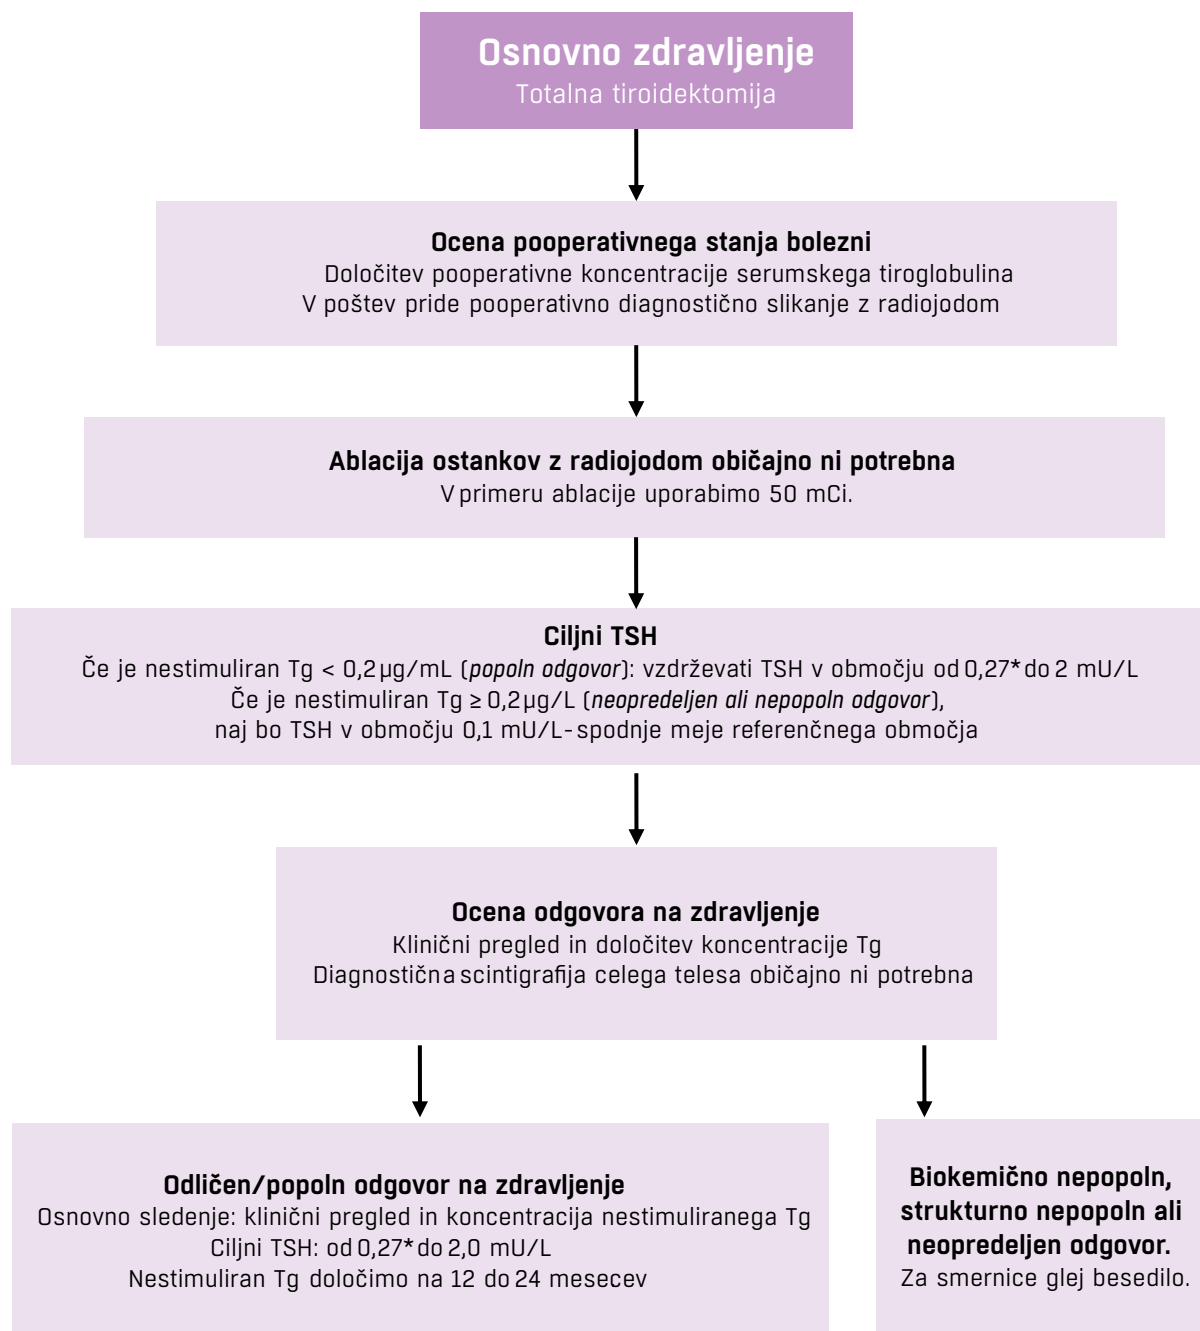 Osnovno zdravljenje
Totalna tiroidektomija
Ocena pooperativnega stanja bolezni
Določitev pooperativne koncentracije serumskega tiroglobulina
V poštev pride pooperativno diagnostično slikanje z radiojodom
Ablacija ostankov z radiojodom običajno ni potrebna
V primeru ablacije uporabimo 50 mCi.
Ciljni TSH
Če je nestimuliran Tg < 0,2 µg/mL (popoln odgovor): vzdrževati TSH v območju od 0,27* do 2 mU/L
Če je nestimuliran Tg ≥ 0,2 µg/L (neopredeljen ali nepopoln odgovor),
naj bo TSH v območju 0,1 mU/L- spodnje meje referenčnega območja
Ocena odgovora na zdravljenje
Klinični pregled in določitev koncentracije Tg
Diagnostična scintigrafija celega telesa običajno ni potrebna
Odličen/popoln odgovor na zdravljenje
Osnovno sledenje: klinični pregled in koncentracija nestimuliranega Tg
Ciljni TSH: od 0,27* do 2,0 mU/L
Nestimuliran Tg določimo na 12 do 24 mesecev
Biokemično nepopoln,
strukturno nepopoln ali
neopredeljen odgovor.
Za smernice glej besedilo.